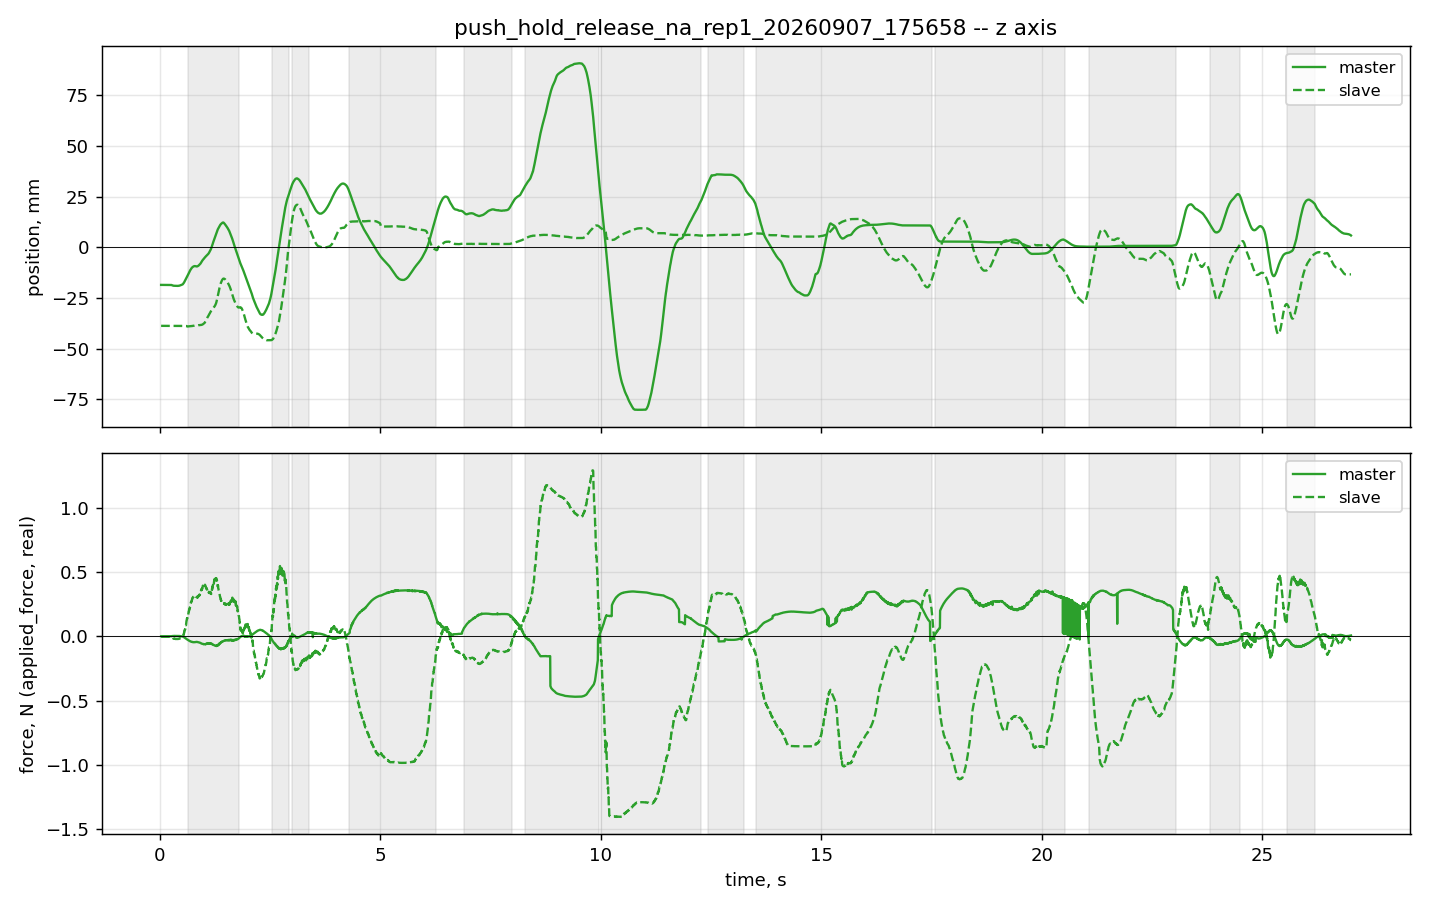 push_hold_release_na_rep1_20260907_175658 -- z axis
position, mm
75
50
25
0
−25
−50
−75
master
slave
force, N (applied_force, real)
1.0
0.5
0.0
−0.5
−1.0
−1.5
master
slave
0
5
10
15
20
25
time, s